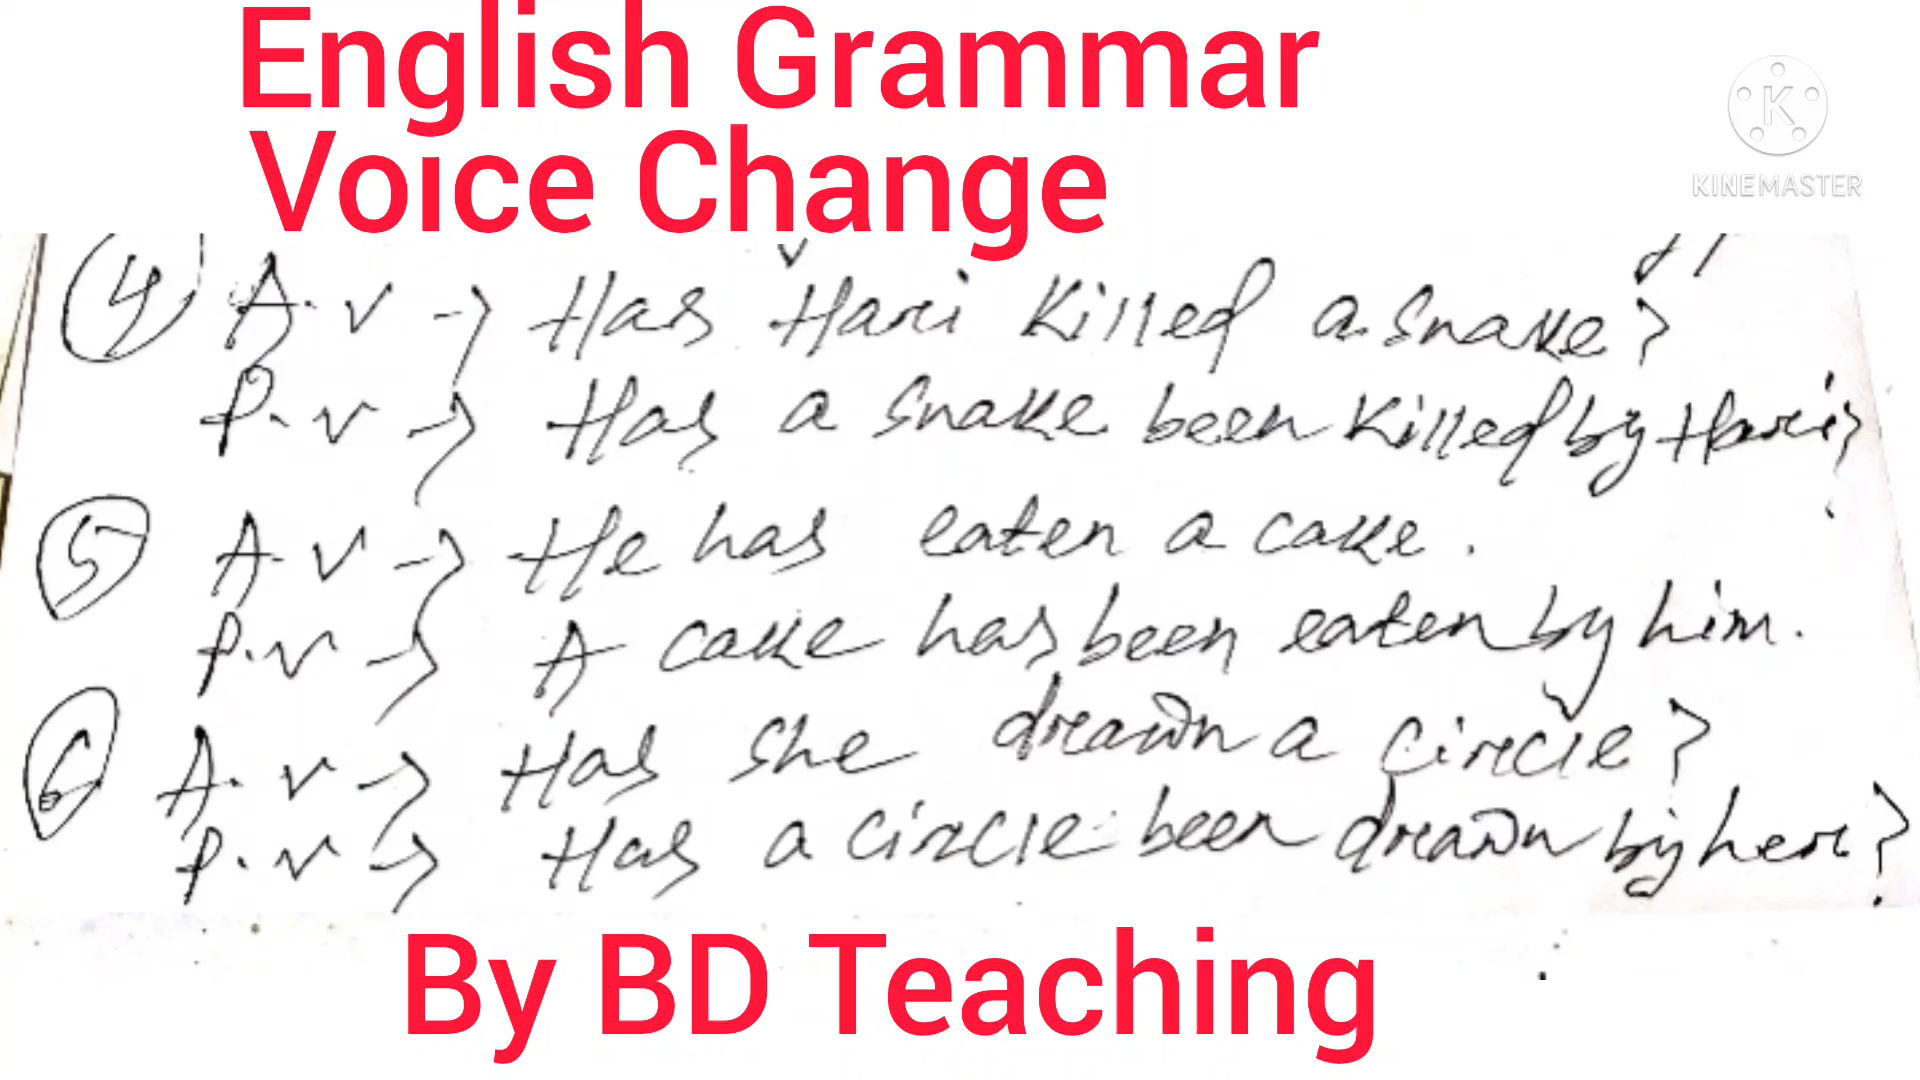 English Grammar
Voice Change
K
KINEMASTER
4 A.V → Has Hari killed a snake?
P.V → Has a snake been killed by Hari?
5 A.V → He has eaten a cake.
P.V → A cake has been eaten by him.
6 A.V → Has she drawn a circle?
P.V → Has a circle been drawn by her?
By BD Teaching